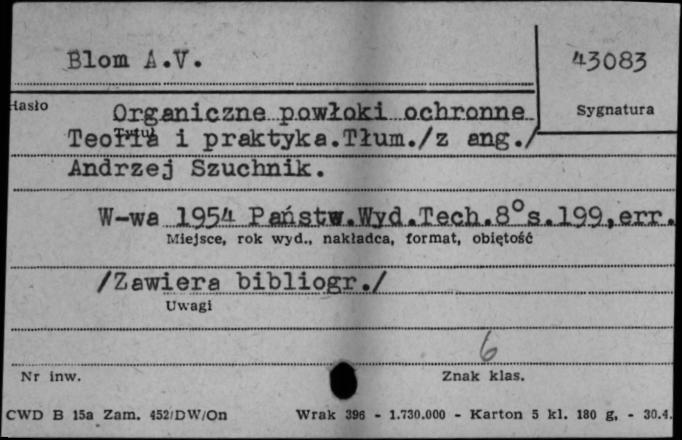 Blom A.V.
43083
Hasło
Organiczne powłoki ochronne
Sygnatura
Tytuł
Teoria i praktyka.Tłum./z ang./
Andrzej Szuchnik.
W-wa 1954 Państw.Wyd.Tech.8°s.199,err.
Miejsce, rok wyd., nakładca, format, objętość
/Zawiera bibliogr./
Uwagi
6
Nr inw.
Znak klas.
CWD B 15a Zam. 452/DW/On Wrak 396 - 1.730.000 - Karton 5 kl. 180 g, - 30.4.